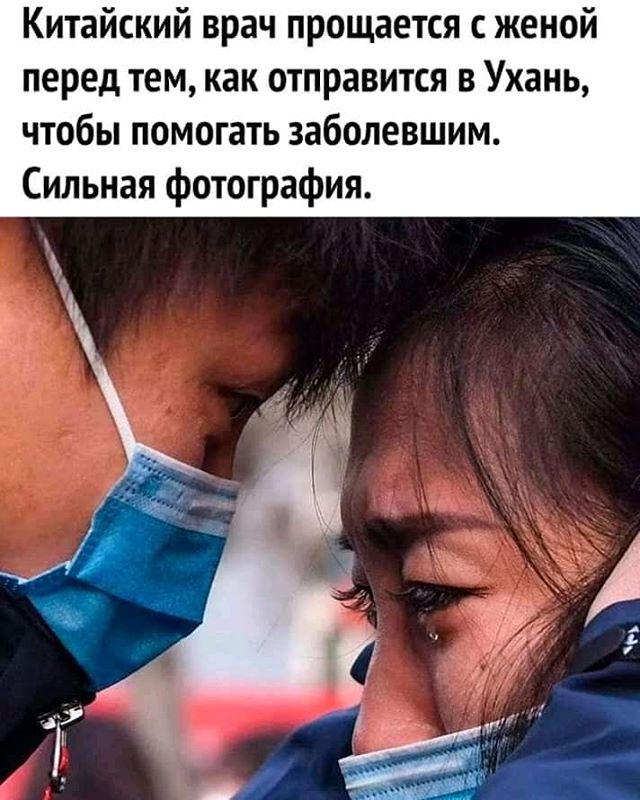 Китайский врач прощается с женой
перед тем, как отправится в Ухань,
чтобы помогать заболевшим.
Сильная фотография.